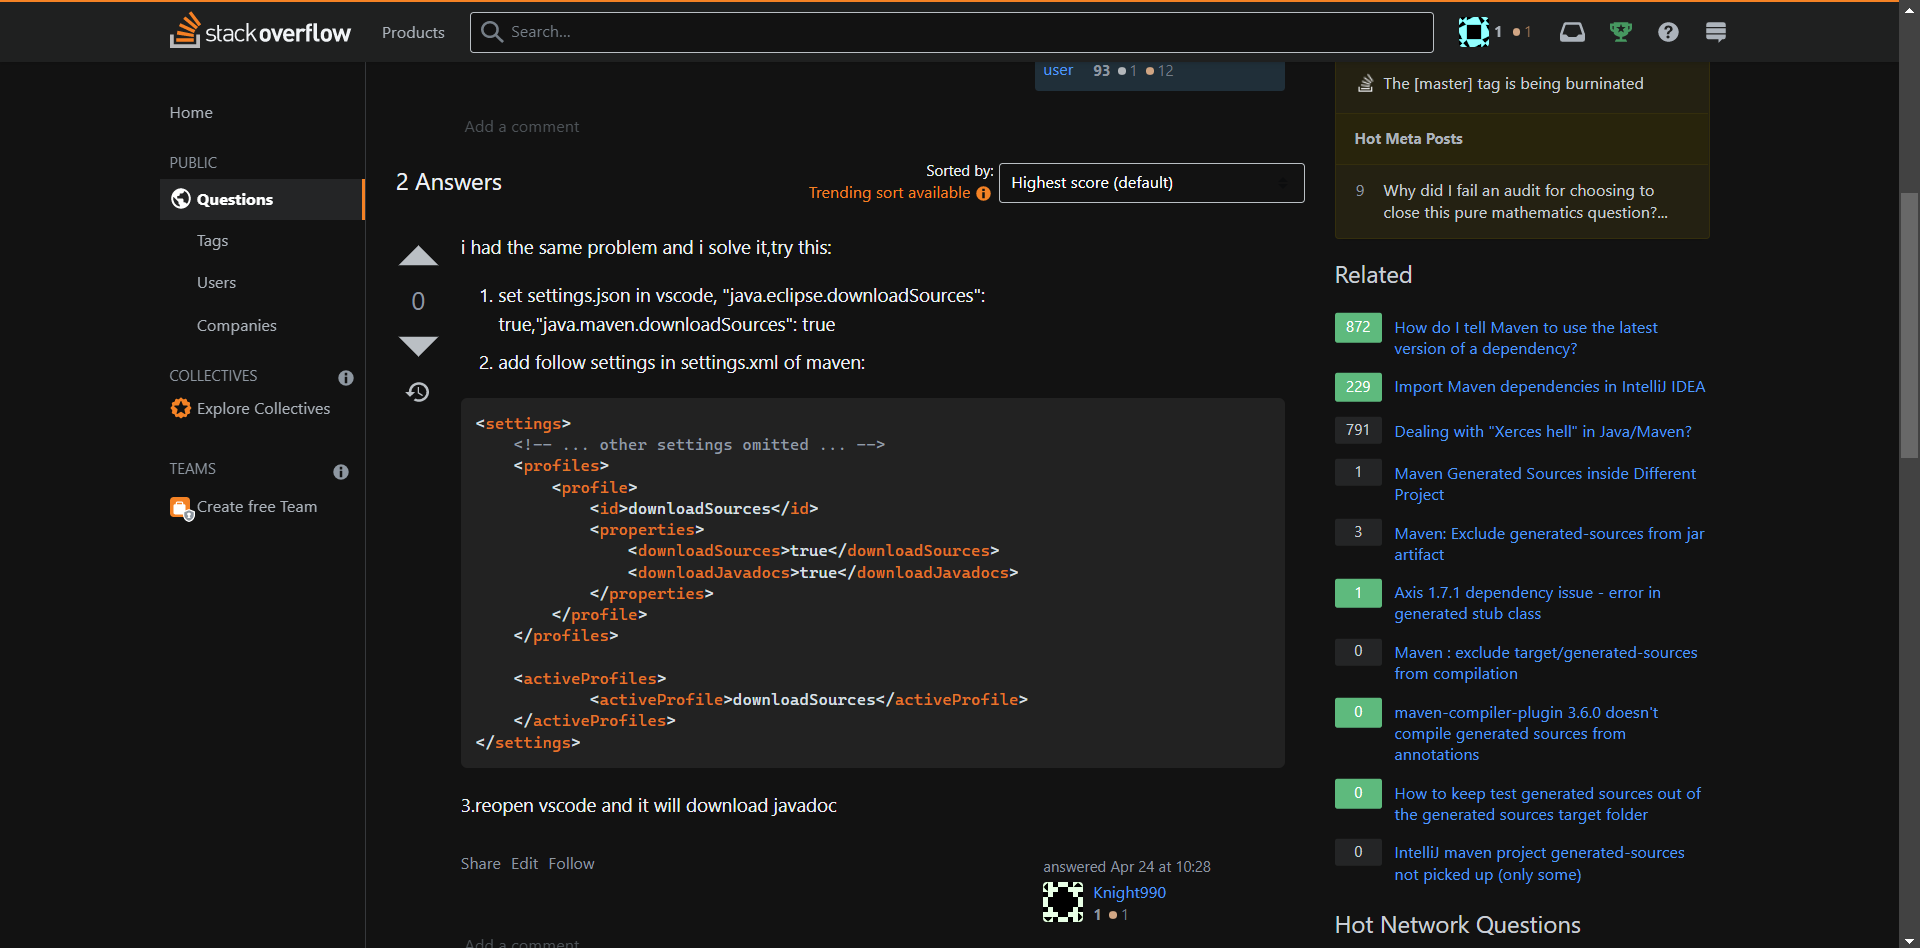 stackoverflow
Products
Search...
1 1
Home
PUBLIC
Questions
Tags
Users
Companies
COLLECTIVES
Explore Collectives
TEAMS
Create free Team
user 93 1 12
Add a comment
2 Answers
Sorted by:
Trending sort available
Highest score (default)
0
i had the same problem and i solve it,try this:
1. set settings.json in vscode, "java.eclipse.downloadSources":
true,"java.maven.downloadSources": true
2. add follow settings in settings.xml of maven:
<settings>
<!-- ... other settings omitted ... -->
<profiles>
<profile>
<id>downloadSources</id>
<properties>
<downloadSources>true</downloadSources>
<downloadJavadocs>true</downloadJavadocs>
</properties>
</profile>
</profiles>
<activeProfiles>
<activeProfile>downloadSources</activeProfile>
</activeProfiles>
</settings>
3.reopen vscode and it will download javadoc
Share Edit Follow
answered Apr 24 at 10:28
Knight990
1 1
Add a comment
The [master] tag is being burninated
Hot Meta Posts
9 Why did I fail an audit for choosing to
close this pure mathematics question?...
Related
872 How do I tell Maven to use the latest
version of a dependency?
229 Import Maven dependencies in IntelliJ IDEA
791 Dealing with "Xerces hell" in Java/Maven?
1 Maven Generated Sources inside Different
Project
3 Maven: Exclude generated-sources from jar
artifact
1 Axis 1.7.1 dependency issue - error in
generated stub class
0 Maven : exclude target/generated-sources
from compilation
0 maven-compiler-plugin 3.6.0 doesn't
compile generated sources from
annotations
0 How to keep test generated sources out of
the generated sources target folder
0 IntelliJ maven project generated-sources
not picked up (only some)
Hot Network Questions